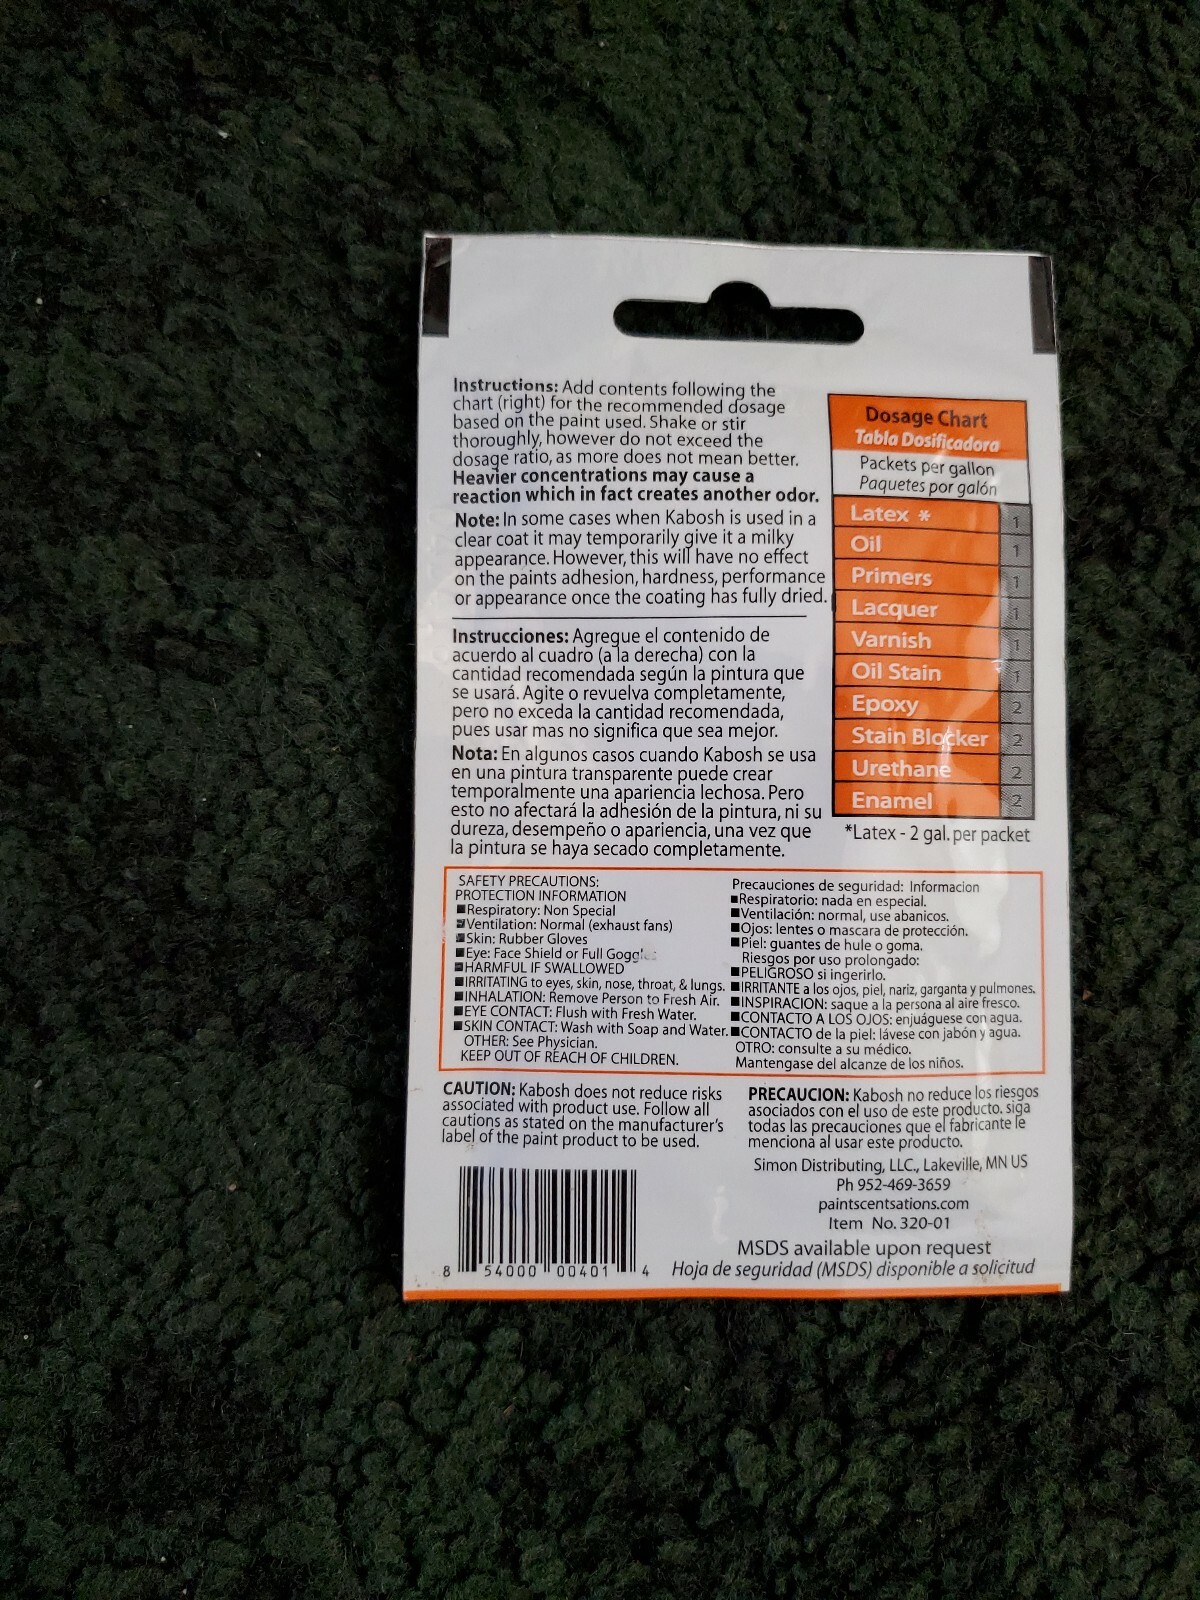 Instructions: Add contents following the
chart (right) for the recommended dosage
based on the paint used. Shake or stir
thoroughly, however do not exceed the
dosage ratio, as more does not mean better.
Heavier concentrations may cause a
reaction which in fact creates another odor.
Note: In some cases when Kabosh is used in a
clear coat it may temporarily give it a milky
appearance. However, this will have no effect
on the paints adhesion, hardness, performance
or appearance once the coating has fully dried.
Instrucciones: Agregue el contenido de
acuerdo al cuadro (a la derecha) con la
cantidad recomendada según la pintura que
se usará. Agite o revuelva completamente,
pero no exceda la cantidad recomendada,
pues usar mas no significa que sea mejor.
Nota: En algunos casos cuando Kabosh se usa
en una pintura transparente puede crear
temporalmente una apariencia lechosa. Pero
esto no afectará la adhesión de la pintura, ni su
dureza, desempeño o apariencia, una vez que
la pintura se haya secado completamente.
Dosage Chart
Tabla Dosificadora
Packets per gallon
Paquetes por galón
Latex * 1
Oil 1
Primers 1
Lacquer 1
Varnish 1
Oil Stain 1
Epoxy 2
Stain Blocker 2
Urethane 2
Enamel 2
*Latex - 2 gal. per packet
SAFETY PRECAUTIONS:
PROTECTION INFORMATION
■Respiratory: Non Special
■Ventilation: Normal (exhaust fans)
■Skin: Rubber Gloves
■Eye: Face Shield or Full Goggles
■HARMFUL IF SWALLOWED
■IRRITATING to eyes, skin, nose, throat, & lungs.
■INHALATION: Remove Person to Fresh Air.
■EYE CONTACT: Flush with Fresh Water.
■SKIN CONTACT: Wash with Soap and Water.
OTHER: See Physician.
KEEP OUT OF REACH OF CHILDREN.
Precauciones de seguridad: Informacion
■Respiratorio: nada en especial.
■Ventilación: normal, use abanicos.
■Ojos: lentes o mascara de protección.
■Piel: guantes de hule o goma.
Riesgos por uso prolongado:
■PELIGROSO si ingerirlo.
■IRRITANTE a los ojos, piel, nariz, garganta y pulmones.
■INSPIRACION: saque a la persona al aire fresco.
■CONTACTO A LOS OJOS: enjuáguese con agua.
■CONTACTO de la piel: lávese con jabón y agua.
OTRO: consulte a su médico.
Mantengase del alcance de los niños.
CAUTION: Kabosh does not reduce risks
associated with product use. Follow all
cautions as stated on the manufacturer's
label of the paint product to be used.
PRECAUCION: Kabosh no reduce los riesgos
asociados con el uso de este producto. siga
todas las precauciones que el fabricante le
menciona al usar este producto.
Simon Distributing, LLC., Lakeville, MN US
Ph 952-469-3659
paintscentsations.com
Item No. 320-01
MSDS available upon request
Hoja de seguridad (MSDS) disponible a solicitud
8 54000 00401 4